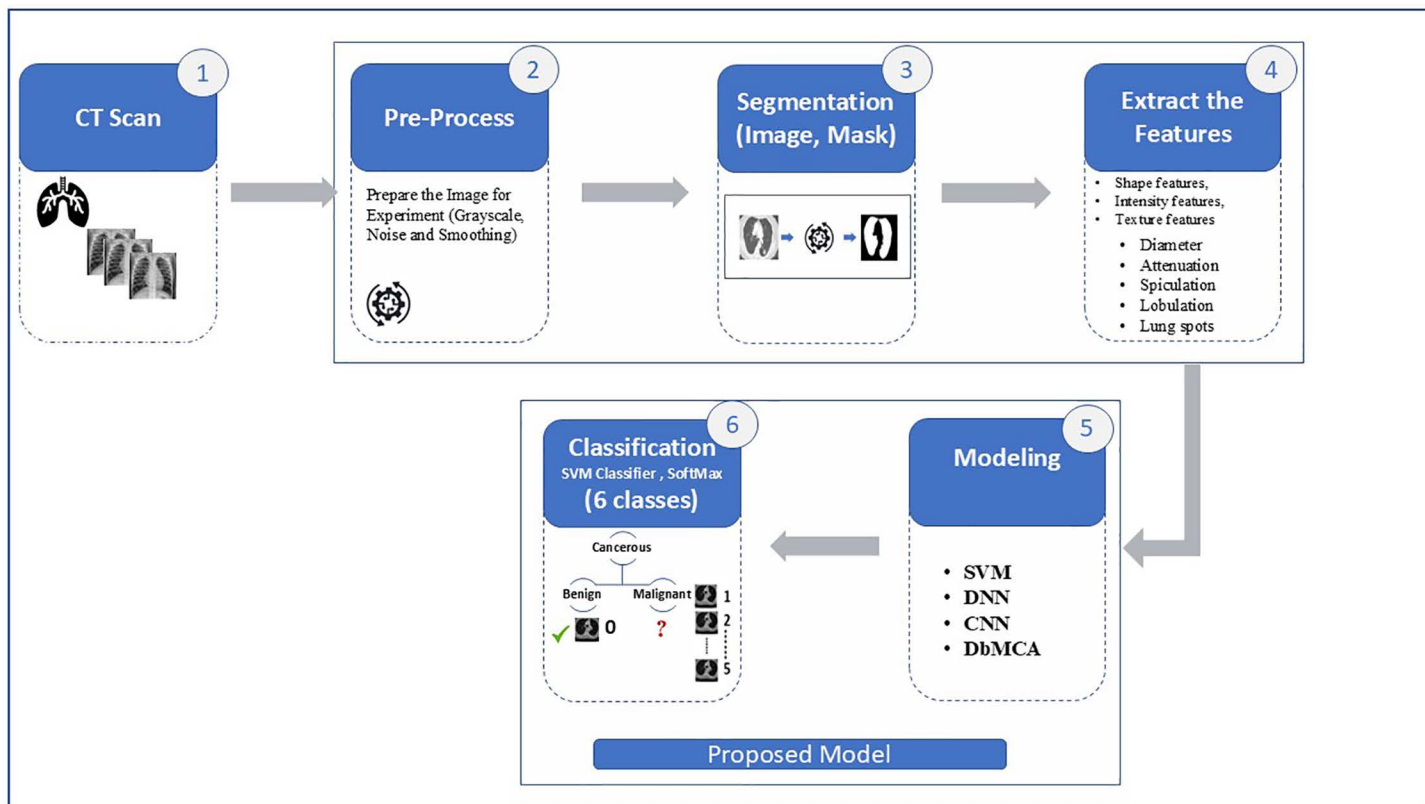 1
CT Scan
2
Pre-Process
Prepare the Image for
Experiment (Grayscale,
Noise and Smoothing)
3
Segmentation
(Image, Mask)
4
Extract the
Features
• Shape features,
• Intensity features,
• Texture features
• Diameter
• Attenuation
• Spiculation
• Lobulation
• Lung spots
5
Modeling
• SVM
• DNN
• CNN
• DbMCA
6
Classification
SVM Classifier , SoftMax
(6 classes)
Cancerous
Benign
Malignant
0
?
1
2
5
Proposed Model